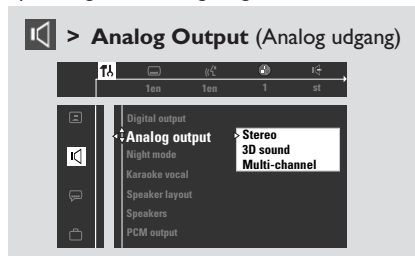 > Analog Output (Analog udgang)
1en 1en 1 st
Digital output
Analog output
Stereo
3D sound
Multi-channel
Night mode
Karaoke vocal
Speaker layout
Speakers
PCM output